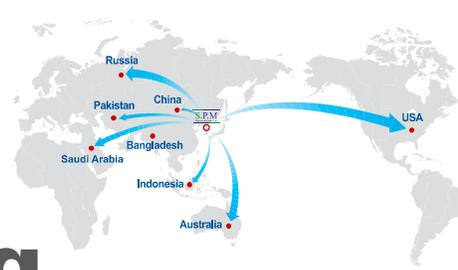 Russia
China
Pakistan
S.P.M
USA
Bangladesh
Saudi Arabia
Indonesia
Australia
g